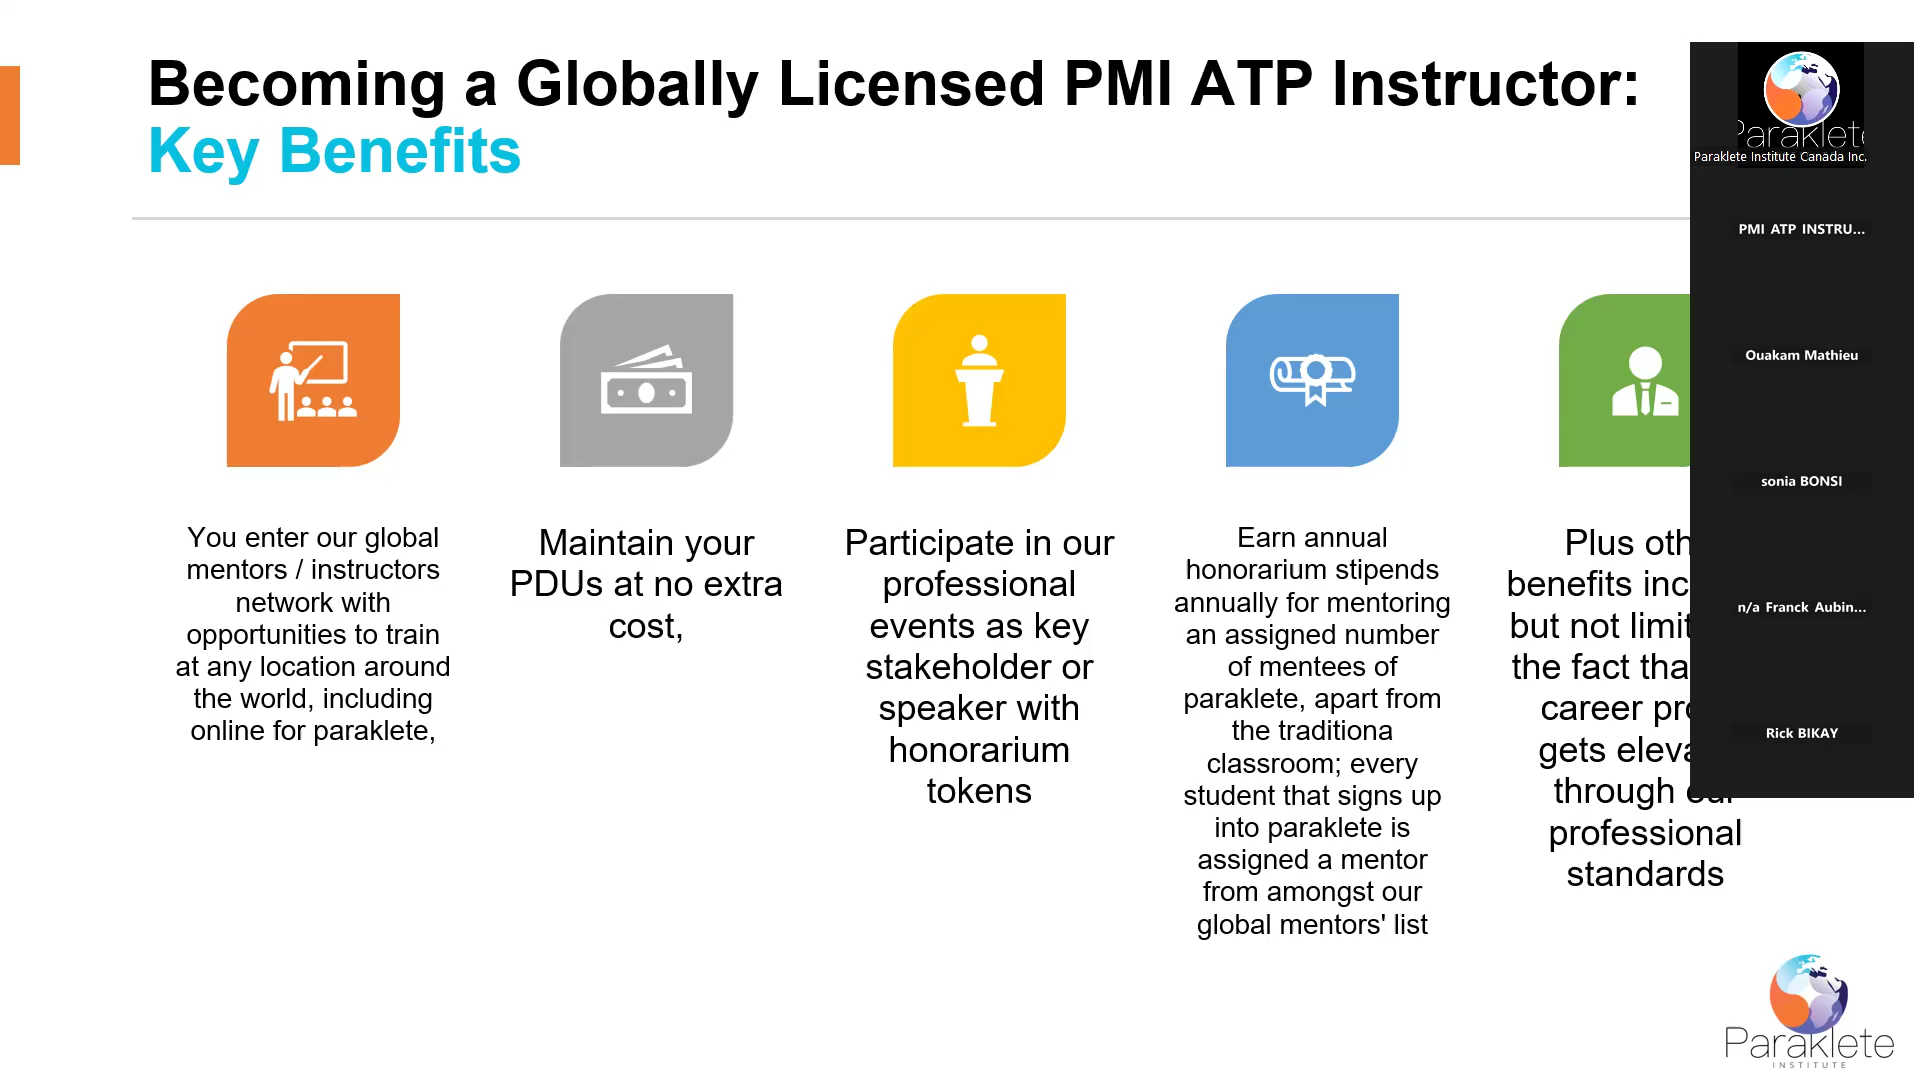 Becoming a Globally Licensed PMI ATP Instructor:
Key Benefits
You enter our global
mentors / instructors
network with
opportunities to train
at any location around
the world, including
online for paraklete,
Maintain your
PDUs at no extra
cost,
Participate in our
professional
events as key
stakeholder or
speaker with
honorarium
tokens
Earn annual
honorarium stipends
annually for mentoring
an assigned number
of mentees of
paraklete, apart from
the traditiona
classroom; every
student that signs up
into paraklete is
assigned a mentor
from amongst our
global mentors' list
Plus oth
benefits inc
but not limit
the fact tha
career pro
gets eleva
through our
professional
standards
Paraklete
Paraklete Institute Canada Inc.
PMI ATP INSTRU...
Ouakam Mathieu
sonia BONSI
n/a Franck Aubin...
Rick BIKAY
Paraklete
INSTITUTE